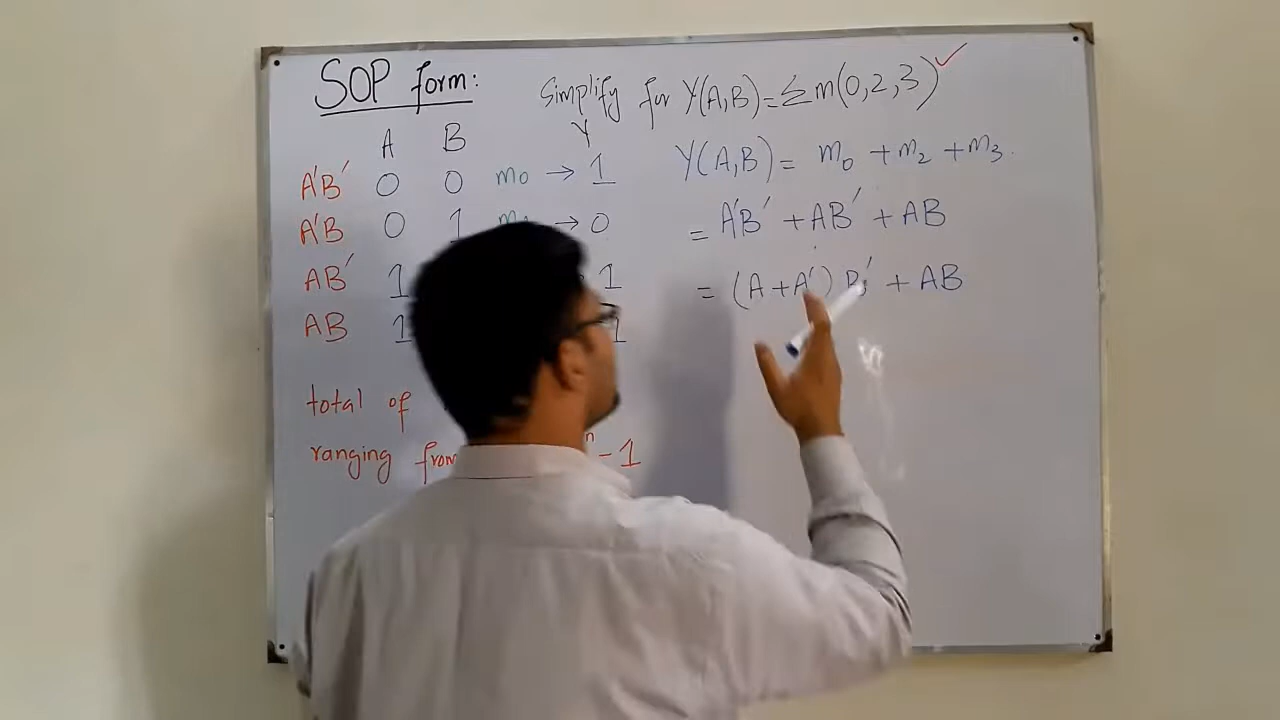 SOP form:
Simplify for Y(A,B)=Σm(0,2,3) ✓
A B Y
A'B' 0 0 m0 → 1
A'B 0 1 → 0
AB' 1 1
AB 1 1
total of
ranging from n - 1
Y(A,B) = m0 + m2 + m3.
= A'B' + AB' + AB
= (A + A') B' + AB